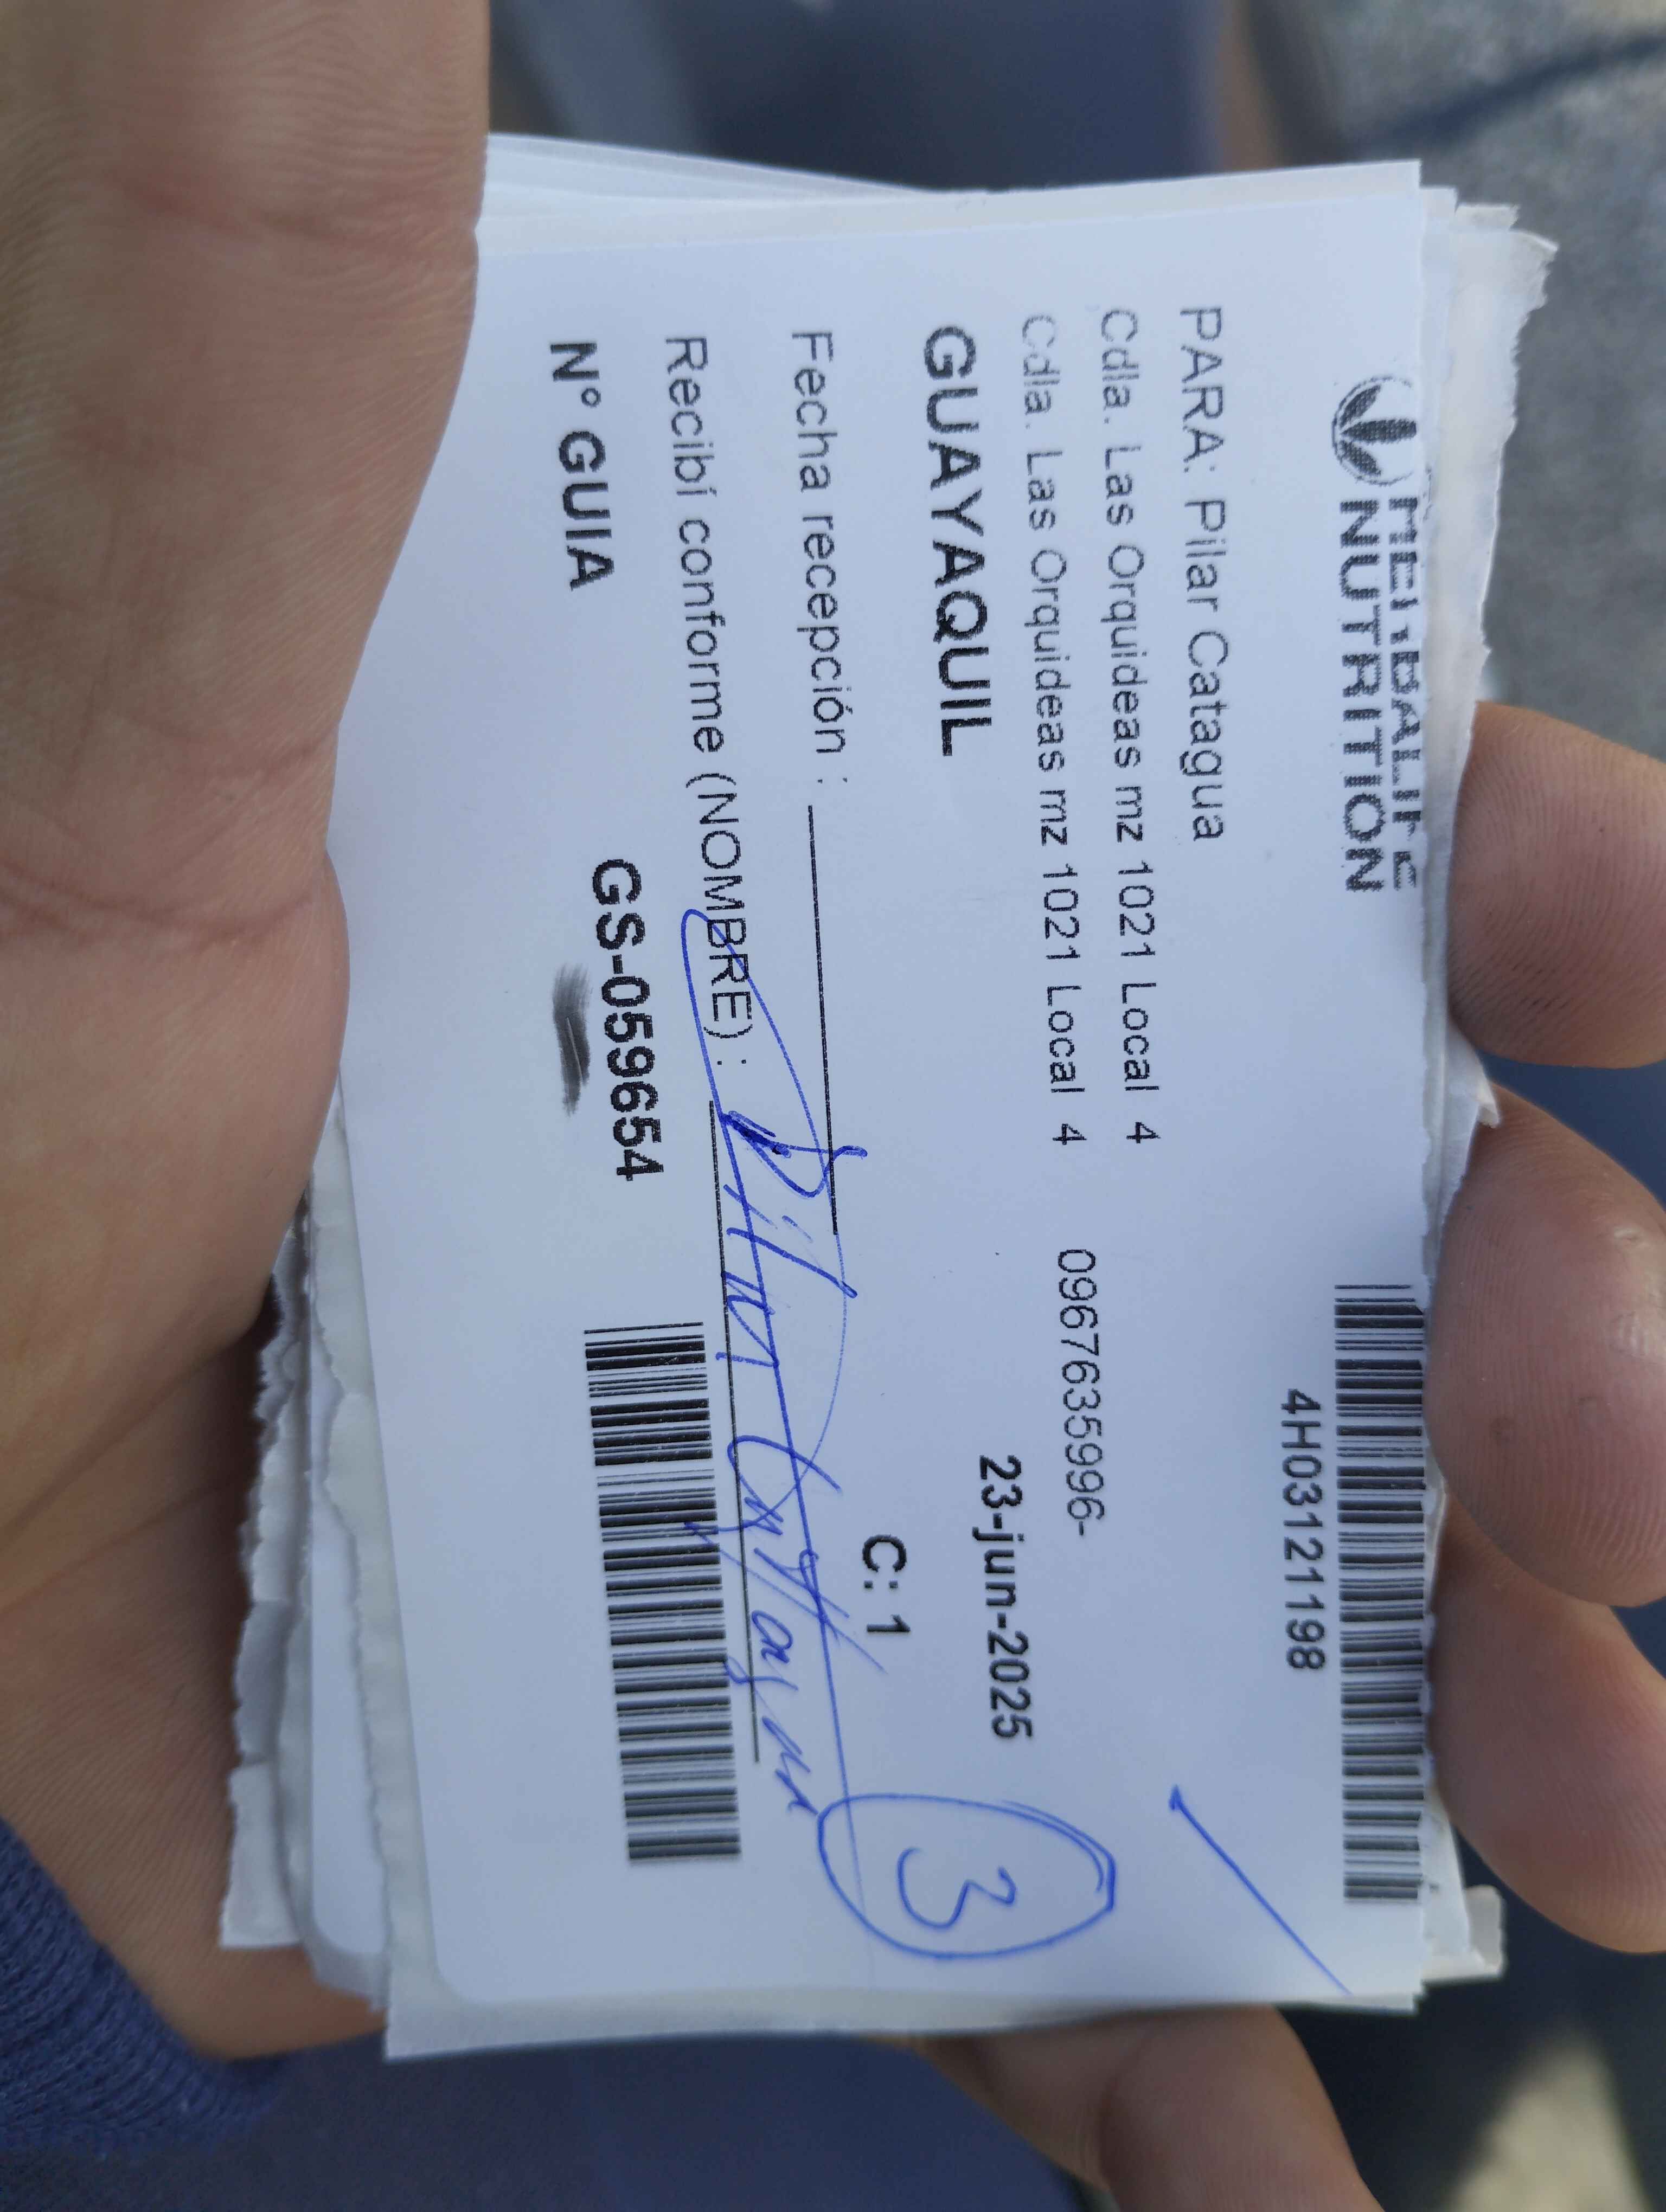 HERBALIFE
NUTRITION
4H03121198
PARA: Pilar Catagua
Cdla. Las Orquideas mz 1021 Local 4
Cdla. Las Orquideas mz 1021 Local 4 0967635996-
GUAYAQUIL 23-jun-2025
3
Fecha recepción :
C: 1
Recibí conforme (NOMBRE) :
N° GUIA GS-059654